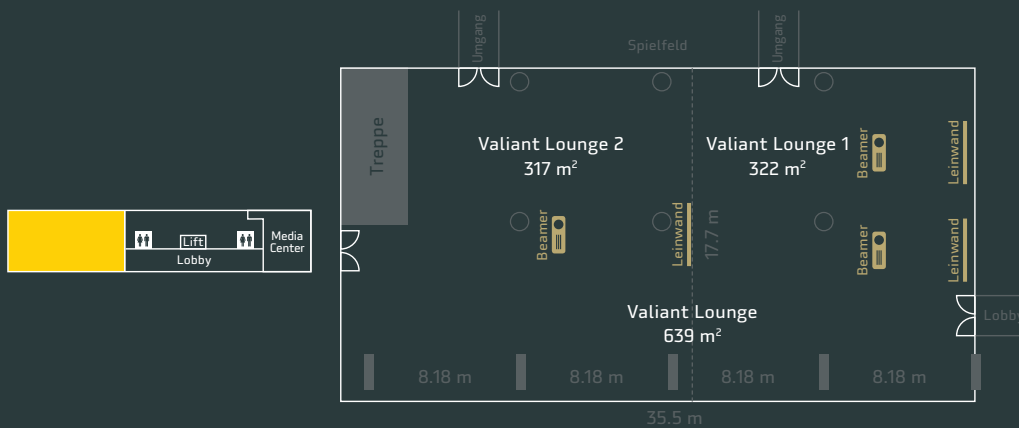 Umgang
Umgang
Spielfeld
Treppe
Valiant Lounge 2
317 m²
Valiant Lounge 1
322 m²
Beamer
Leinwand
Beamer
Leinwand
17.7 m
Beamer
Leinwand
Lift
Lobby
Media
Center
Valiant Lounge
639 m²
Lobby
8.18 m
8.18 m
8.18 m
8.18 m
35.5 m